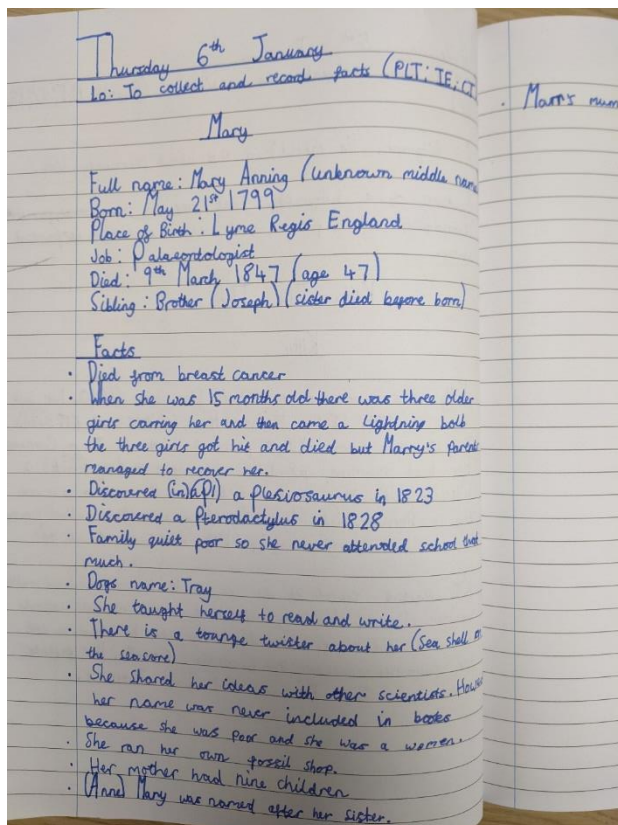 Thursday 6th January
Lo: To collect and record facts (PLT: TE; CT
Mary
Full name: Mary Anning (unknown middle name
Born: May 21st 1799
Place of Birth: Lyme Regis England
Job: Palaeontologist
Died: 9th March 1847 (age 47)
Sibling: Brother (Joseph) (sister died before born)
Facts
• Died from breast cancer
• When she was 15 months old there was three older
girls carring her and then came a lightning bolb
the three girls got hit and died but Marry's parents
managed to recover her.
• Discovered a plesiosaurus in 1823
• Discovered a Pterodactylus in 1828
• Family quiet poor so she never attended school that
much.
• Dogs name: Tray
• She taught herself to read and write.
• There is a tounge twister about her (Sea shell on
the seasore)
• She shared her ideas with other scientists. Howe
her name was never included in books
because she was poor and she was a women.
• She ran her own fossil shop.
• Her mother had nine children
• (Anne) Mary was named after her sister.
• Marr's mum